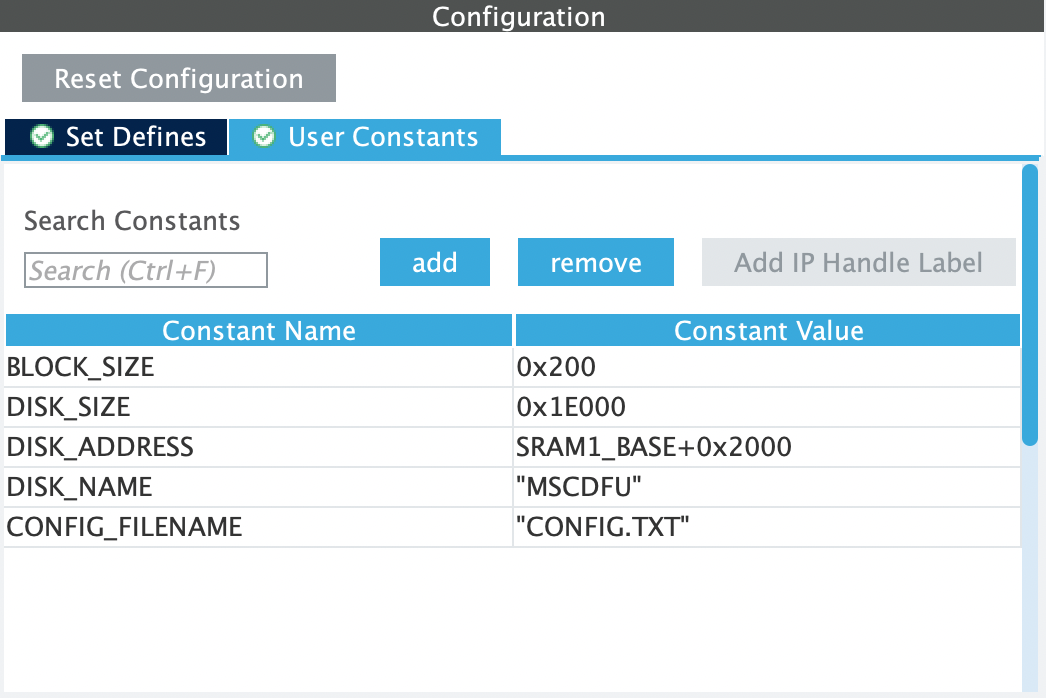 Configuration
Reset Configuration
Set Defines User Constants
Search Constants
Search (Ctrl+F) add remove Add IP Handle Label
Constant Name Constant Value
BLOCK_SIZE 0x200
DISK_SIZE 0x1E000
DISK_ADDRESS SRAM1_BASE+0x2000
DISK_NAME "MSCDFU"
CONFIG_FILENAME "CONFIG.TXT"